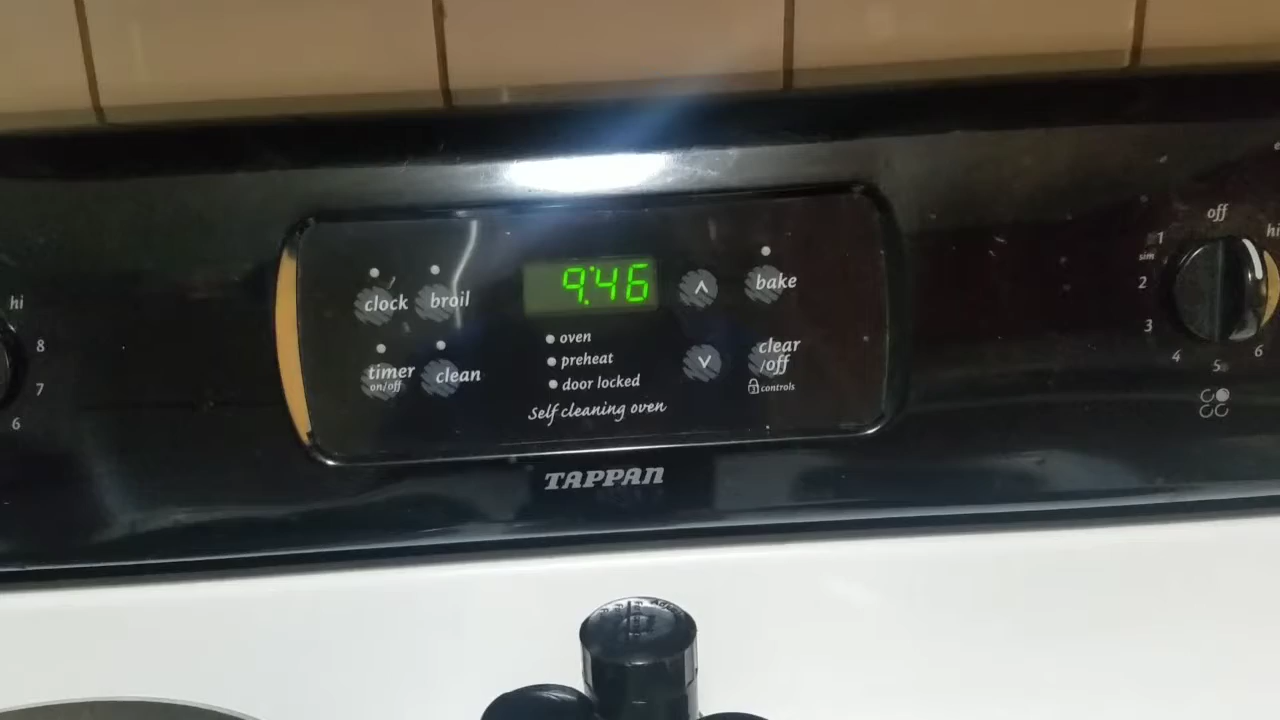 9:46
clock
broil
bake
oven
preheat
door locked
timer
on/off
clean
clear
/off
controls
Self cleaning oven
TAPPAN
hi
8
7
6
off
hi
1
sim
2
3
4
5
6